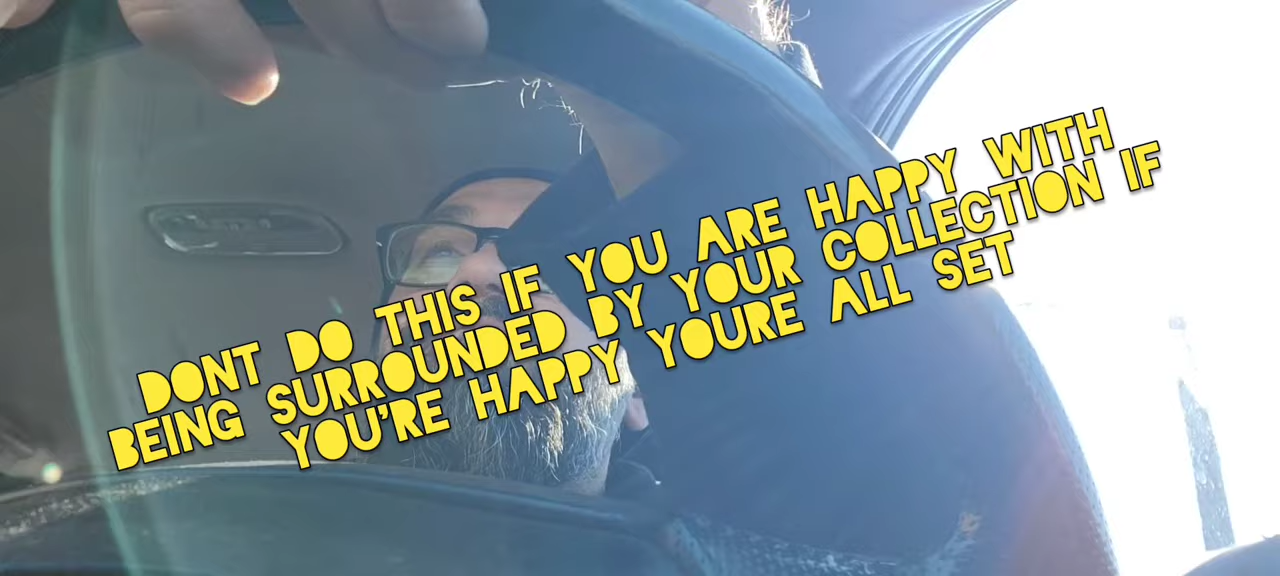 DONT DO THIS IF YOU ARE HAPPY WITH
BEING SURROUNDED BY YOUR COLLECTION IF
YOU'RE HAPPY YOURE ALL SET